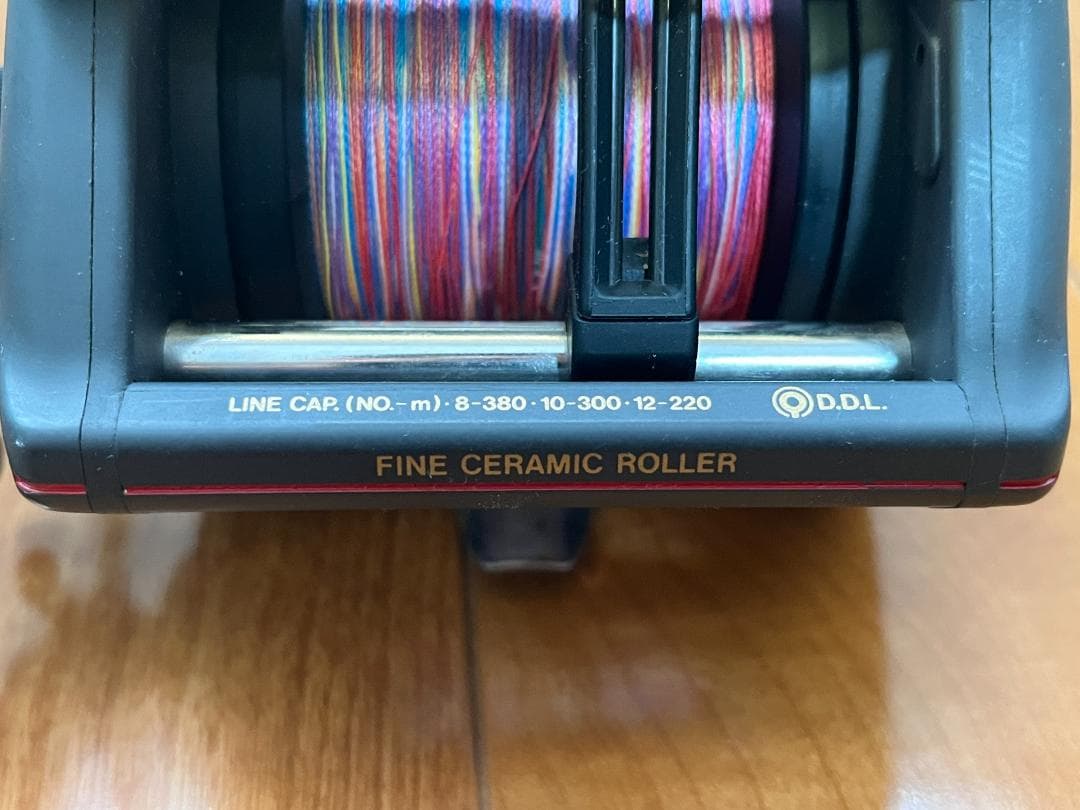 LINE CAP. (NO.-m)·8-380·10-300·12-220 D.D.L.
FINE CERAMIC ROLLER